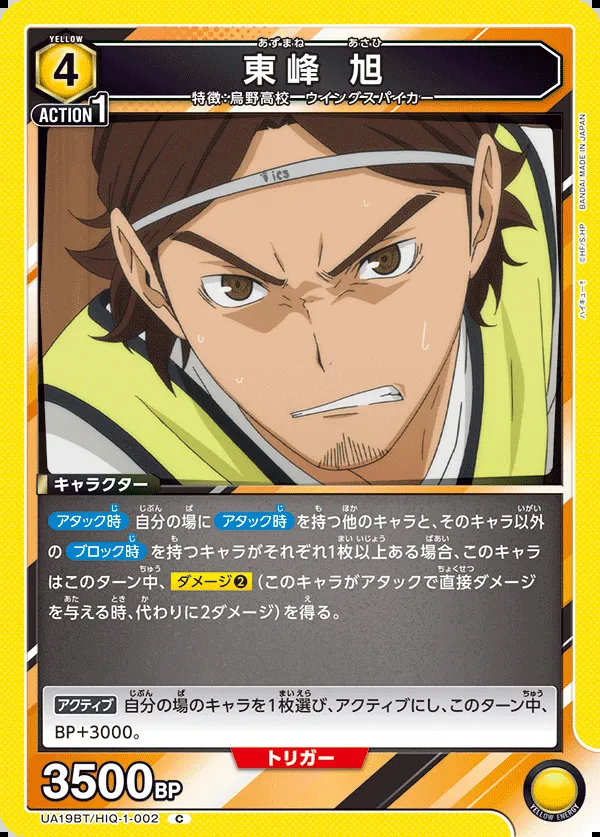 YELLOW
4
ACTION 1
あずまね あさひ
東峰 旭
特徴:烏野高校 ウイングスパイカー
BANDAI MADE IN JAPAN
©HF/S,HP
ハイキュー!!
キャラクター
アタック時 自分の場に アタック時 を持つ他のキャラと、そのキャラ以外
の ブロック時 を持つキャラがそれぞれ1枚以上ある場合、このキャラ
はこのターン中、 ダメージ❷ (このキャラがアタックで直接ダメージ
を与える時、代わりに2ダメージ)を得る。
アクティブ 自分の場のキャラを1枚選び、アクティブにし、このターン中、
BP+3000。
トリガー
3500BP
YELLOW ENERGY
UA19BT/HIQ-1-002 C